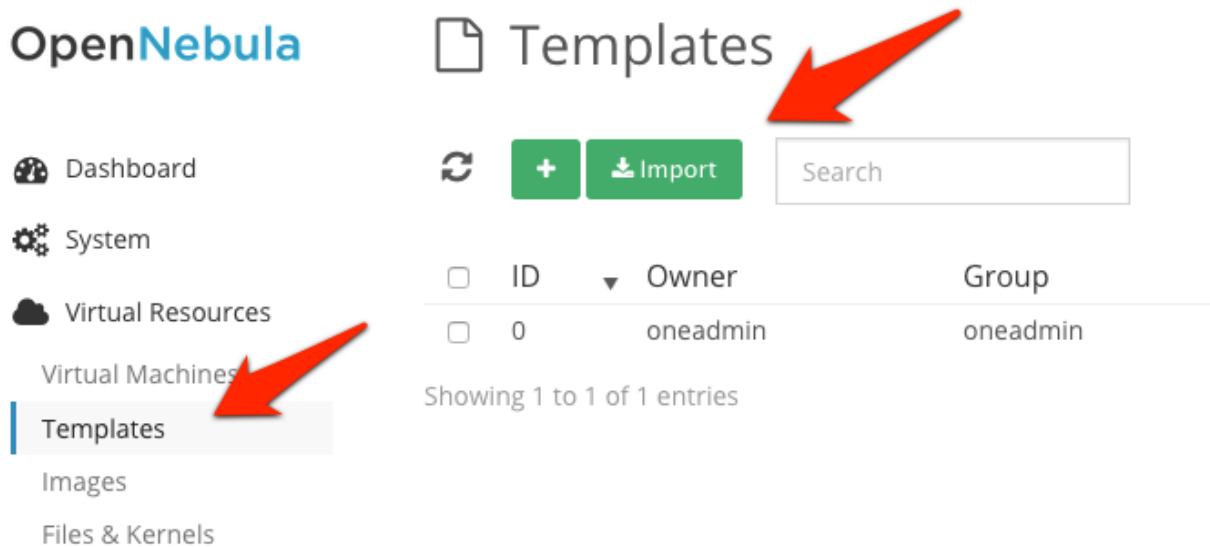 OpenNebula
Templates
Dashboard
+ Import
Search
System
ID Owner Group
Virtual Resources
0 oneadmin oneadmin
Virtual Machines
Showing 1 to 1 of 1 entries
Templates
Images
Files & Kernels